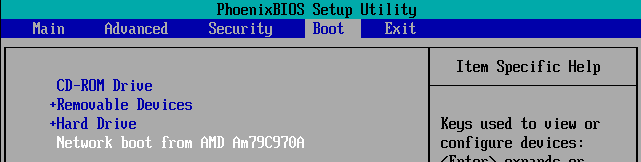 PhoenixBIOS Setup Utility
Main Advanced Security Boot Exit
Item Specific Help
CD-ROM Drive
+Removable Devices
+Hard Drive
Network boot from AMD Am79C970A
Keys used to view or
configure devices:
<Enter> expands or